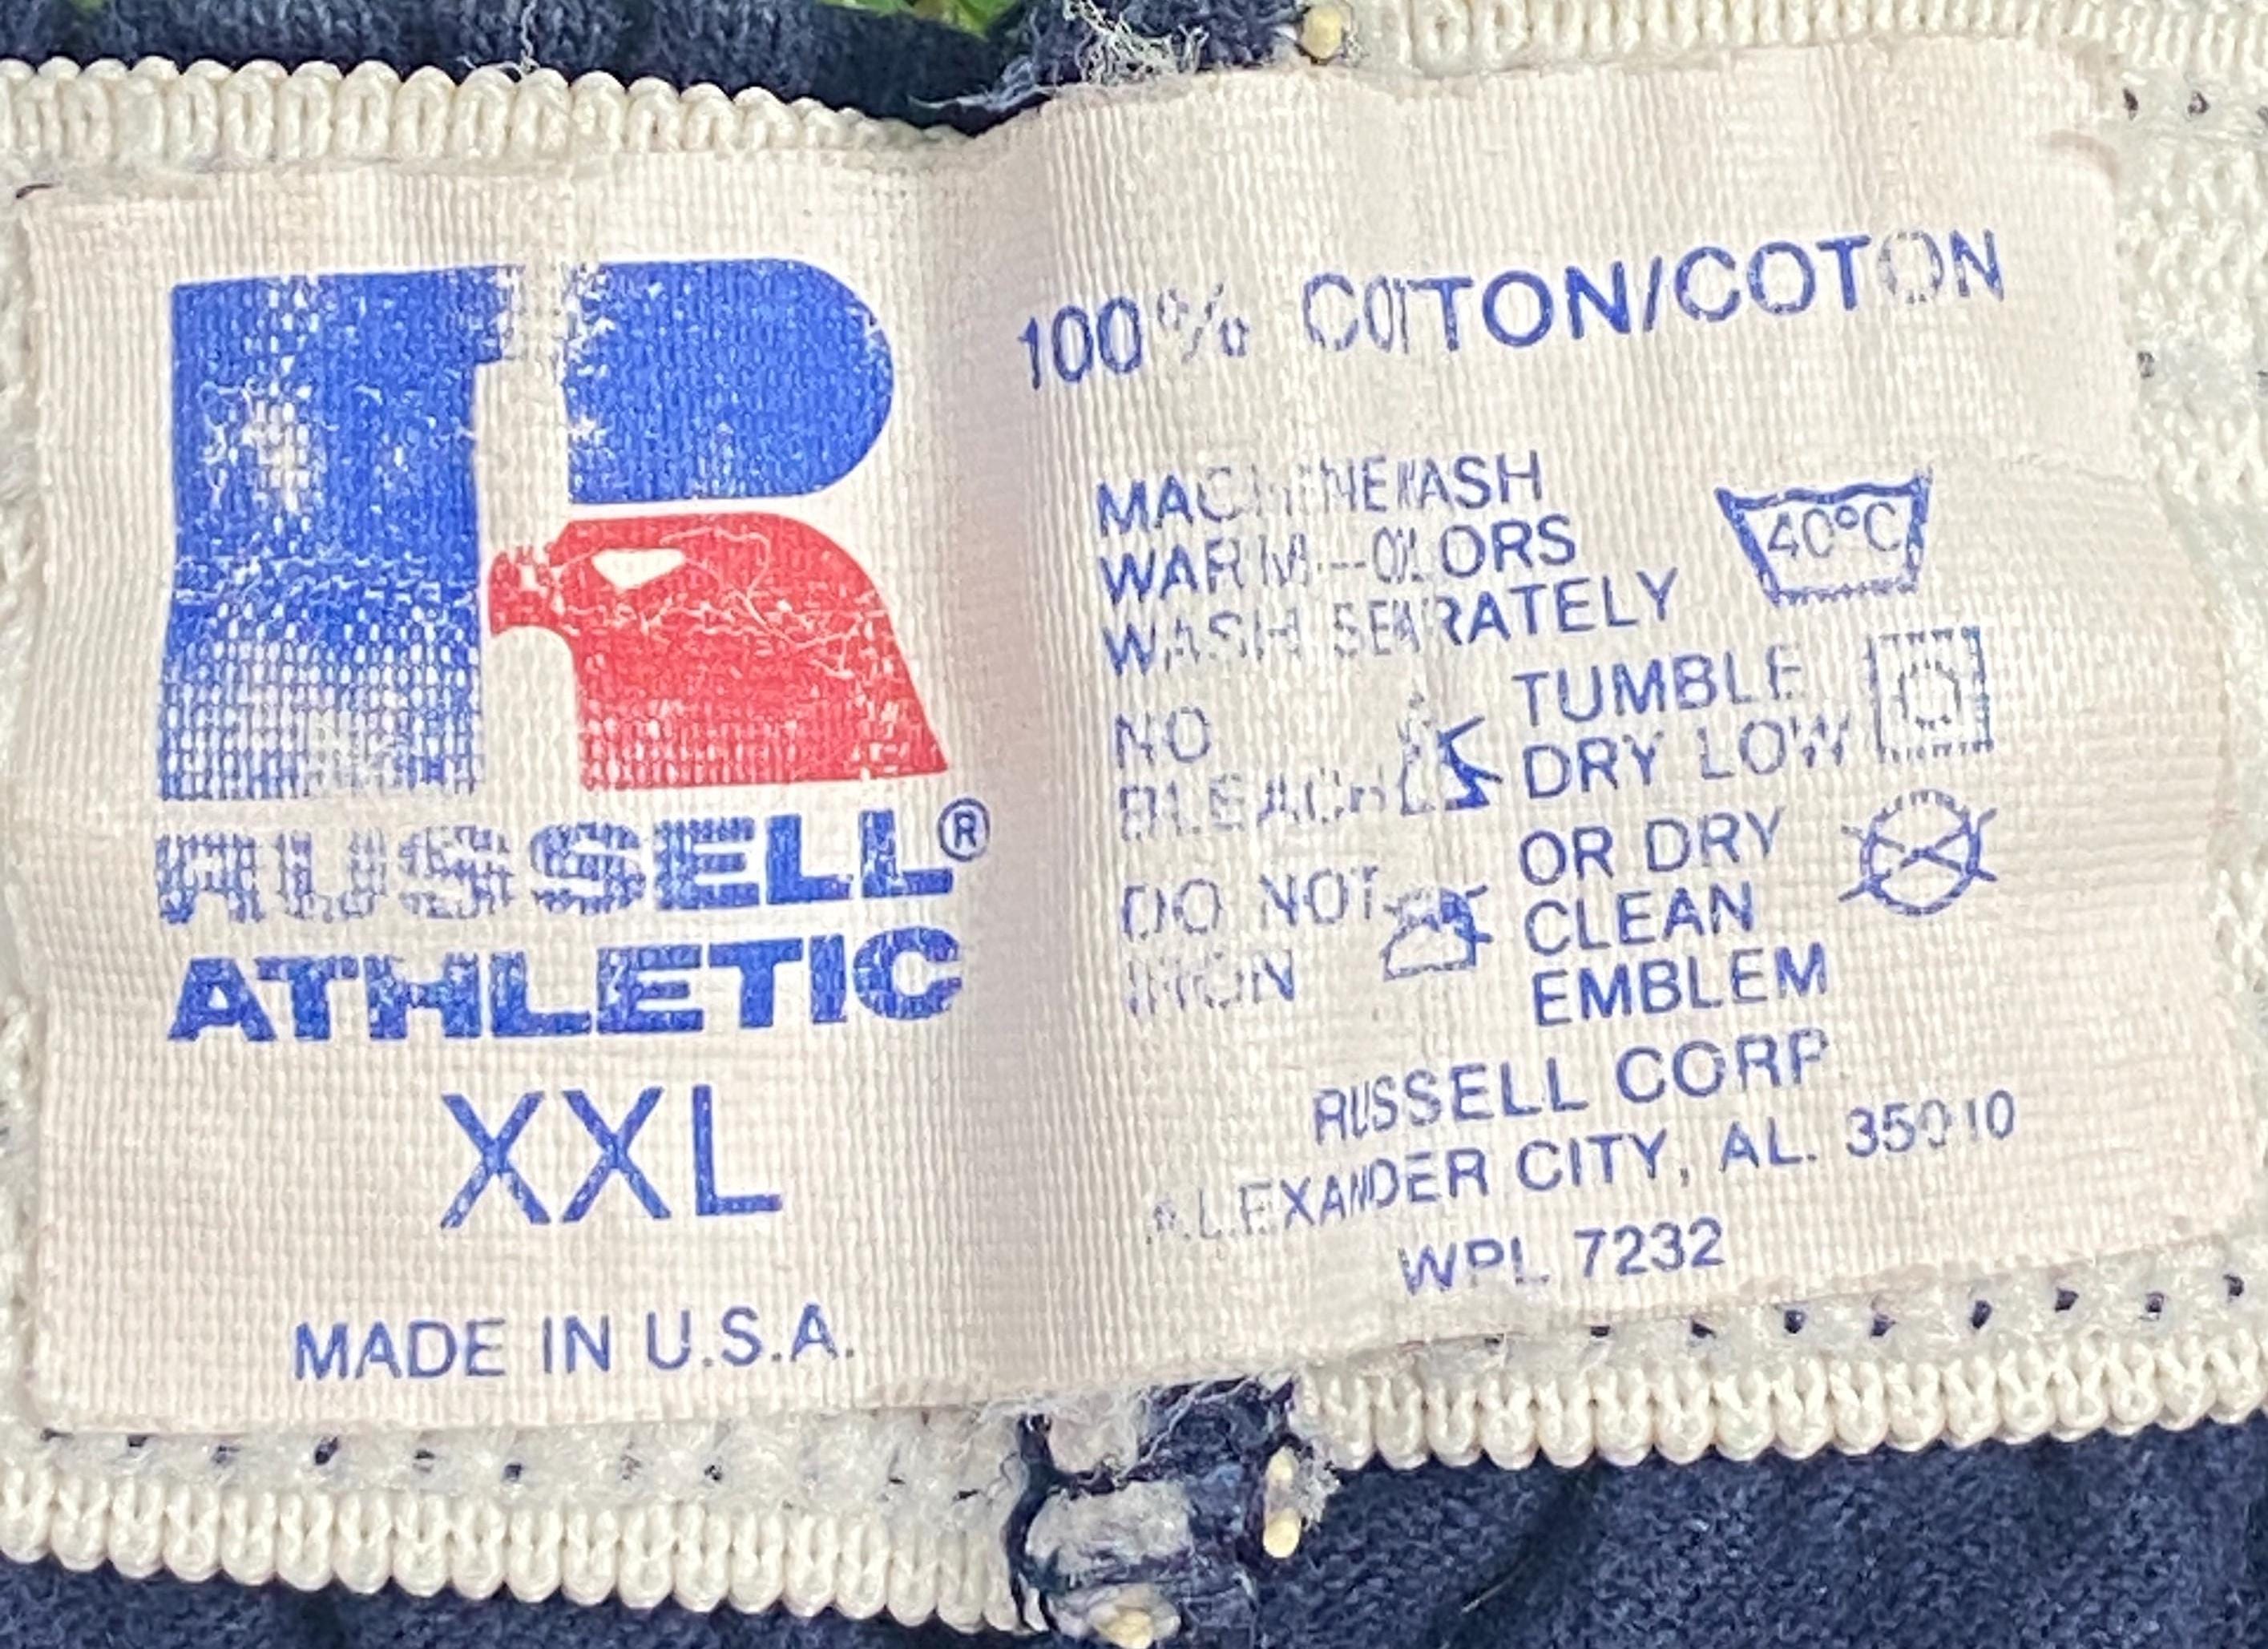 RUSSELL®
ATHLETIC
XXL
MADE IN U.S.A.
100% COTTON/COTON
MACHINE WASH
WARM-COLORS
WASH SEPARATELY
40°C
NO
BLEACH
DO NOT
IRON
TUMBLE
DRY LOW
OR DRY
CLEAN
EMBLEM
RUSSELL CORP
ALEXANDER CITY, AL. 35010
WPL 7232